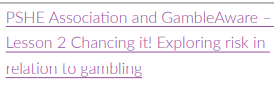 PSHE Association and GambleAware –
Lesson 2 Chancing it! Exploring risk in
relation to gambling